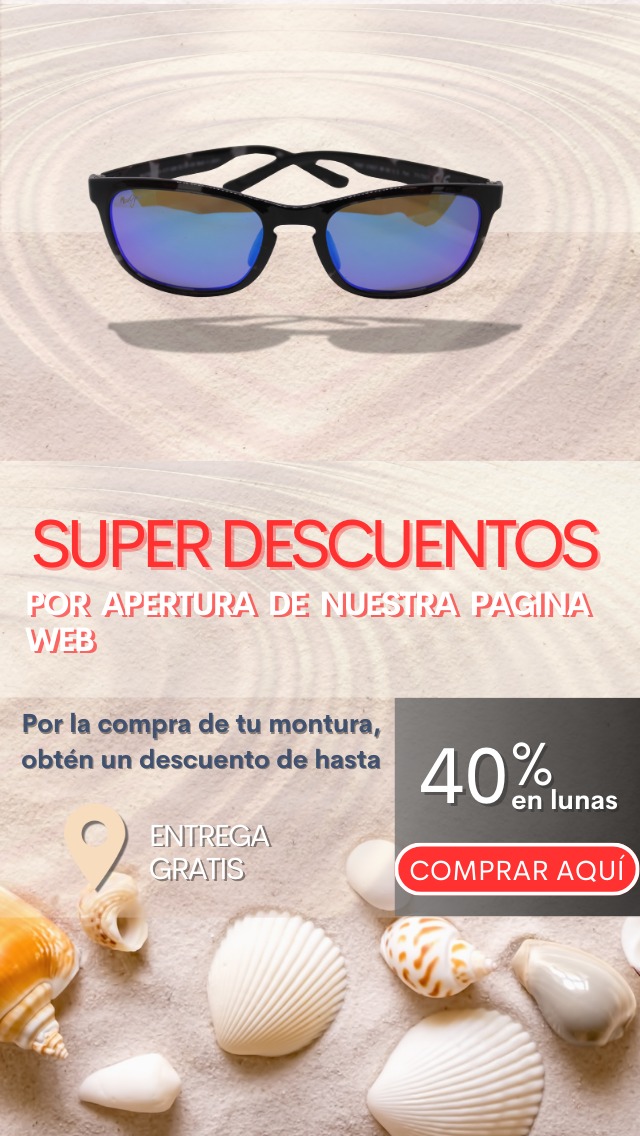 SUPER DESCUENTOS
POR APERTURA DE NUESTRA PAGINA
WEB
Por la compra de tu montura,
obtén un descuento de hasta
40%
en lunas
ENTREGA
GRATIS
COMPRAR AQUÍ